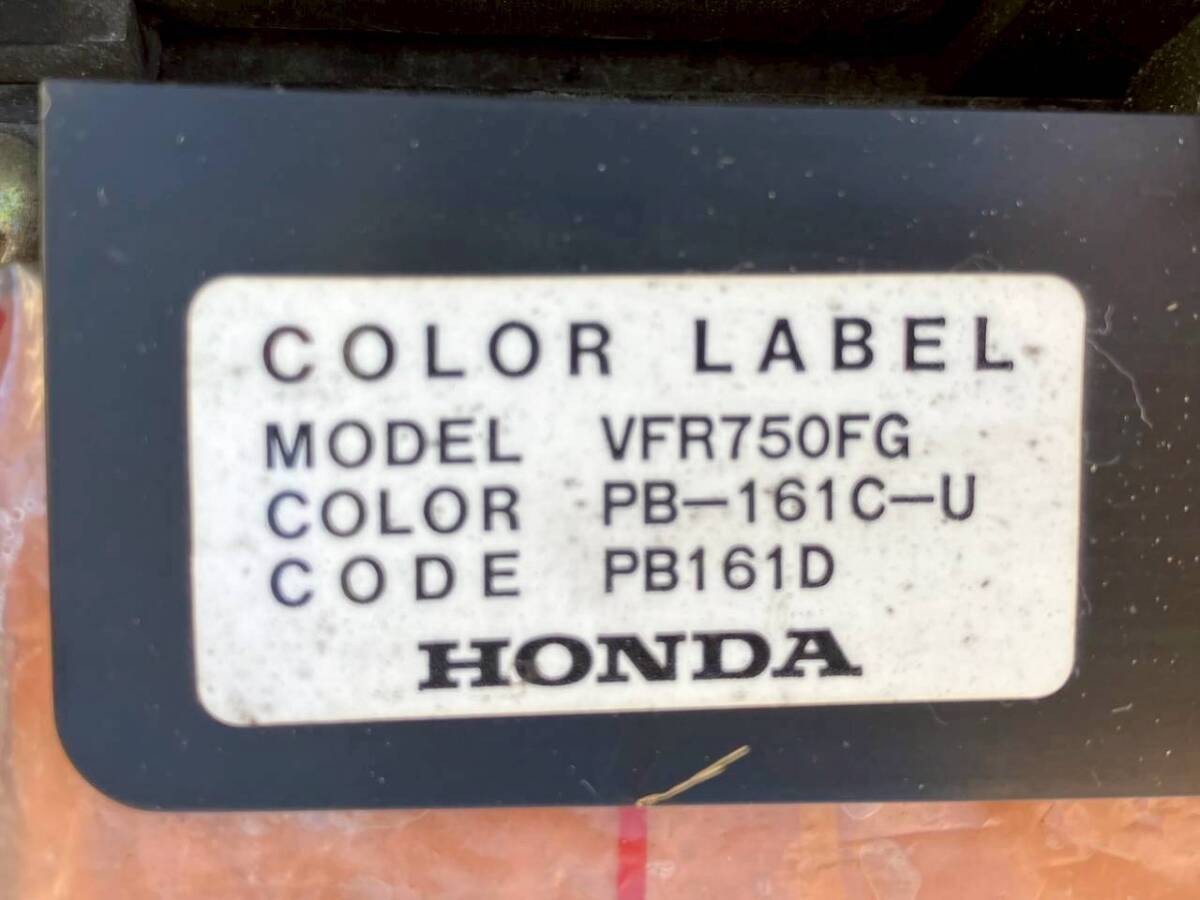 COLOR LABEL
MODEL VFR750FG
COLOR PB-161C-U
CODE PB161D
HONDA